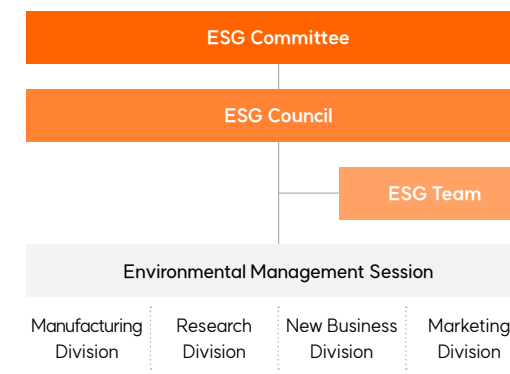 ESG Committee
ESG Council
ESG Team
Environmental Management Session
Manufacturing Division
Research Division
New Business Division
Marketing Division